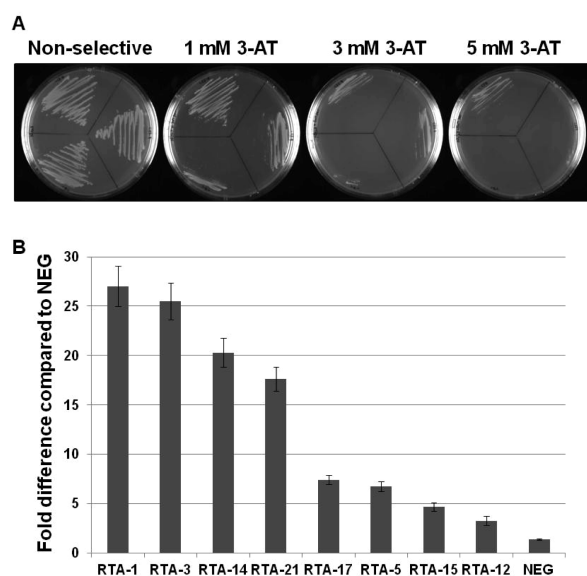 A
Non-selective 1 mM 3-AT 3 mM 3-AT 5 mM 3-AT
B
Fold difference compared to NEG
30
25
20
15
10
5
0
RTA-1 RTA-3 RTA-14 RTA-21 RTA-17 RTA-5 RTA-15 RTA-12 NEG